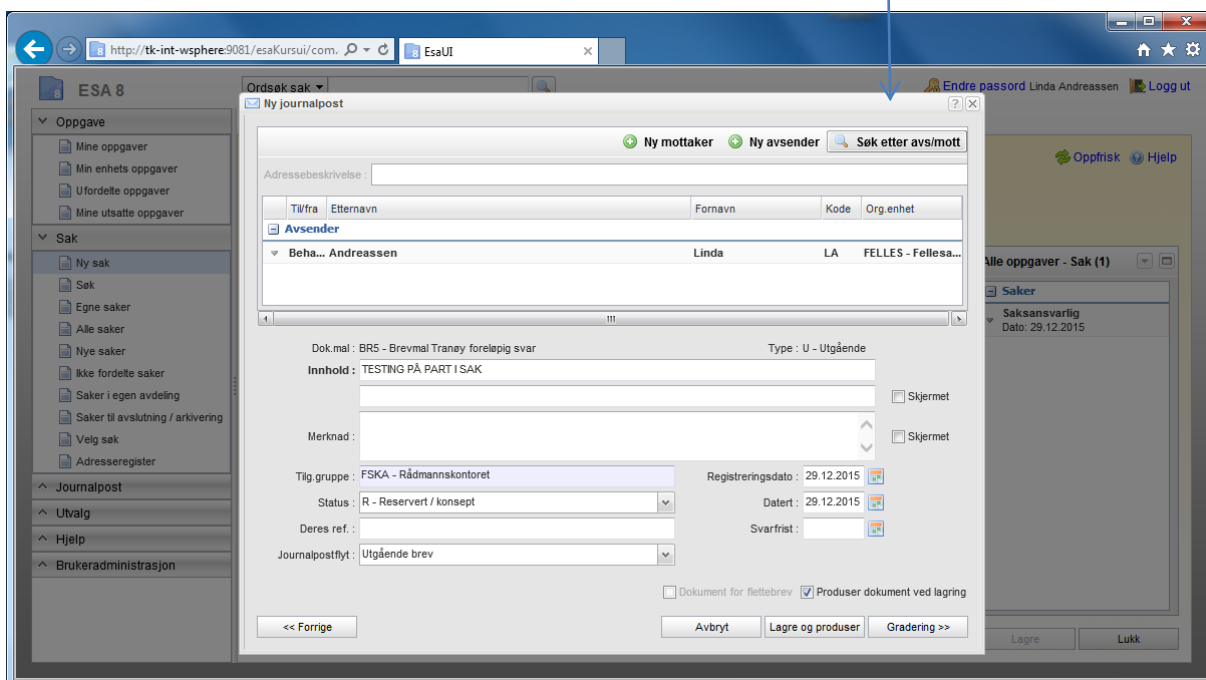 http://tk-int-wsphere:9081/esaKursui/com.
EsaUI
ESA 8
Ordsøk sak
Endre passord Linda Andreassen Logg ut
Oppfrisk Hjelp
Oppgave
Mine oppgaver
Min enhets oppgaver
Ufordelte oppgaver
Mine utsatte oppgaver
Sak
Ny sak
Søk
Egne saker
Alle saker
Nye saker
Ikke fordelte saker
Saker i egen avdeling
Saker til avslutning / arkivering
Velg søk
Adresseregister
Journalpost
Utvalg
Hjelp
Brukeradministrasjon
Ny journalpost
Ny mottaker Ny avsender Søk etter avs/mott
Adressebeskrivelse :
Til/fra Etternavn Fornavn Kode Org.enhet
Avsender
Beha... Andreassen Linda LA FELLES - Fellesa...
Dok.mal : BR5 - Brevmal Tranøy foreløpig svar Type : U - Utgående
Innhold : TESTING PÅ PART I SAK
Skjermet
Merknad : Skjermet
Tilg.gruppe : FSKA - Rådmannskontoret Registreringsdato : 29.12.2015
Status : R - Reservert / konsept Datert : 29.12.2015
Deres ref. : Svarfrist :
Journalpostflyt : Utgående brev
Dokument for flettebrev Produser dokument ved lagring
<< Forrige Avbryt Lagre og produser Gradering >>
Alle oppgaver - Sak (1)
Saker
Saksansvarlig
Dato: 29.12.2015
Lagre Lukk